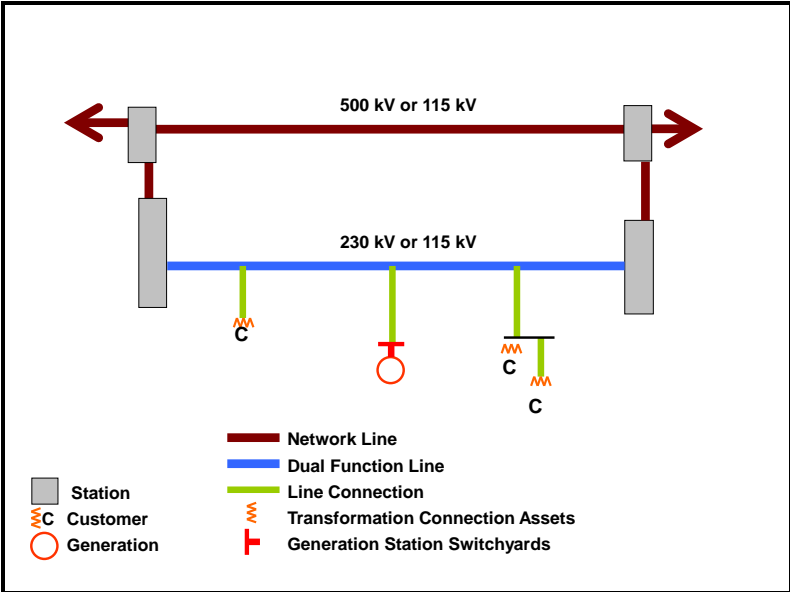 500 kV or 115 kV
230 kV or 115 kV
C
C
C
Network Line
Dual Function Line
Line Connection
Transformation Connection Assets
Generation Station Switchyards
Station
C Customer
Generation